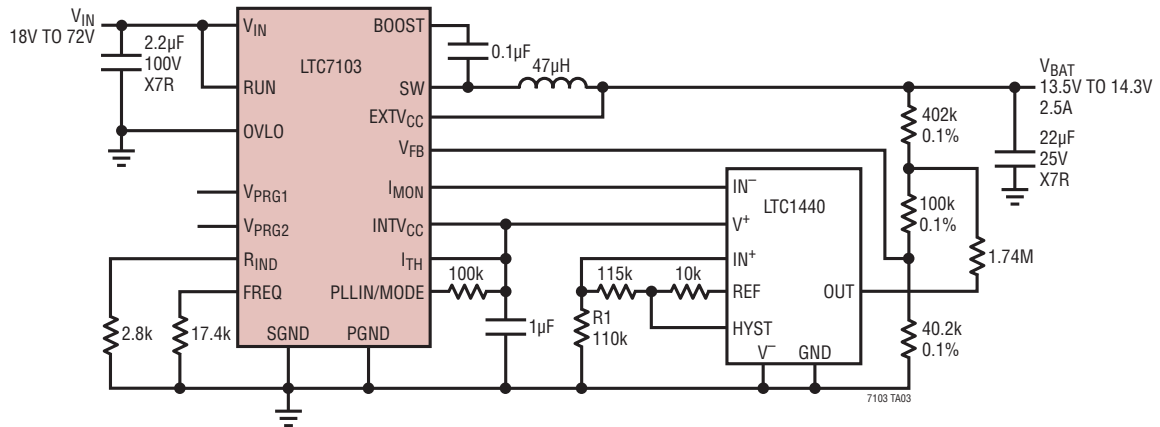 VIN
18V TO 72V
2.2µF
100V
X7R
VIN
RUN
OVLO
VPRG1
VPRG2
RIND
FREQ
LTC7103
SGND
PGND
BOOST
SW
EXTVCC
VFB
IMON
INTVCC
ITH
PLLIN/MODE
0.1µF
47µH
2.8k
17.4k
100k
1µF
115k
10k
R1
110k
IN–
LTC1440
V+
IN+
REF
OUT
HYST
V–
GND
402k
0.1%
100k
0.1%
1.74M
40.2k
0.1%
VBAT
13.5V TO 14.3V
2.5A
22µF
25V
X7R
7103 TA03